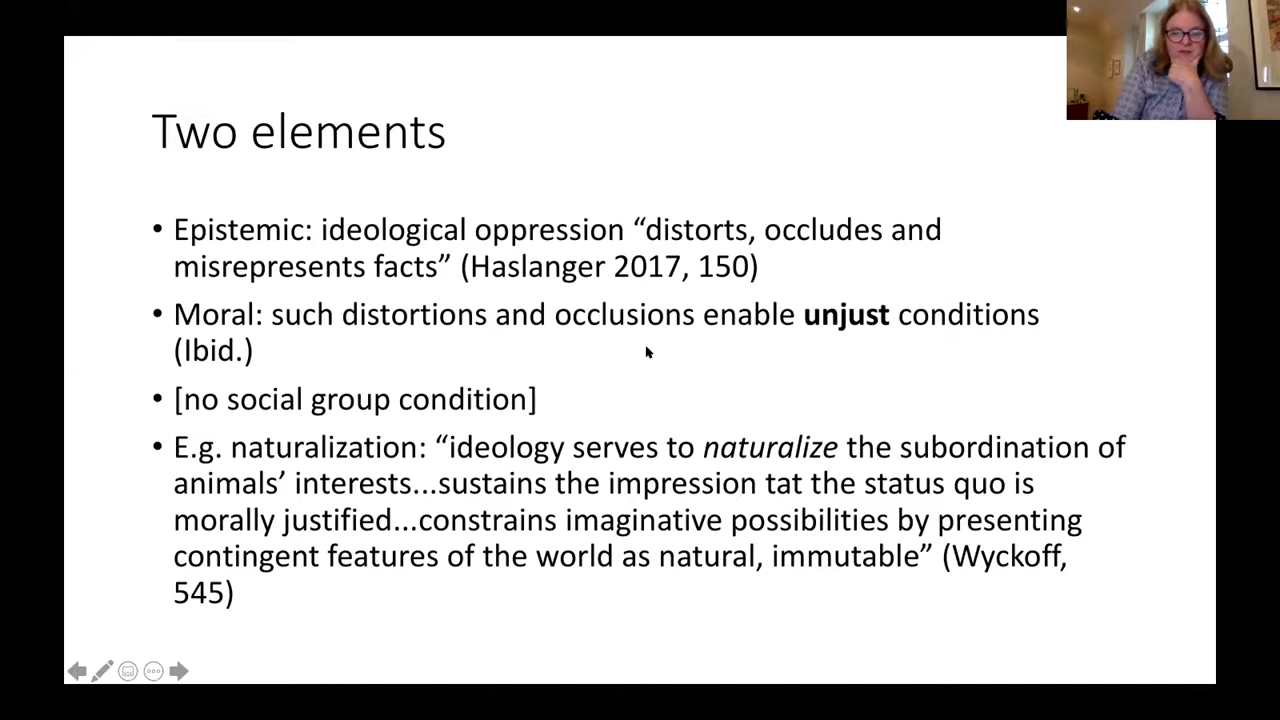 Two elements
• Epistemic: ideological oppression “distorts, occludes and
misrepresents facts” (Haslanger 2017, 150)
• Moral: such distortions and occlusions enable unjust conditions
(Ibid.)
• [no social group condition]
• E.g. naturalization: “ideology serves to naturalize the subordination of
animals’ interests...sustains the impression tat the status quo is
morally justified...constrains imaginative possibilities by presenting
contingent features of the world as natural, immutable” (Wyckoff,
545)